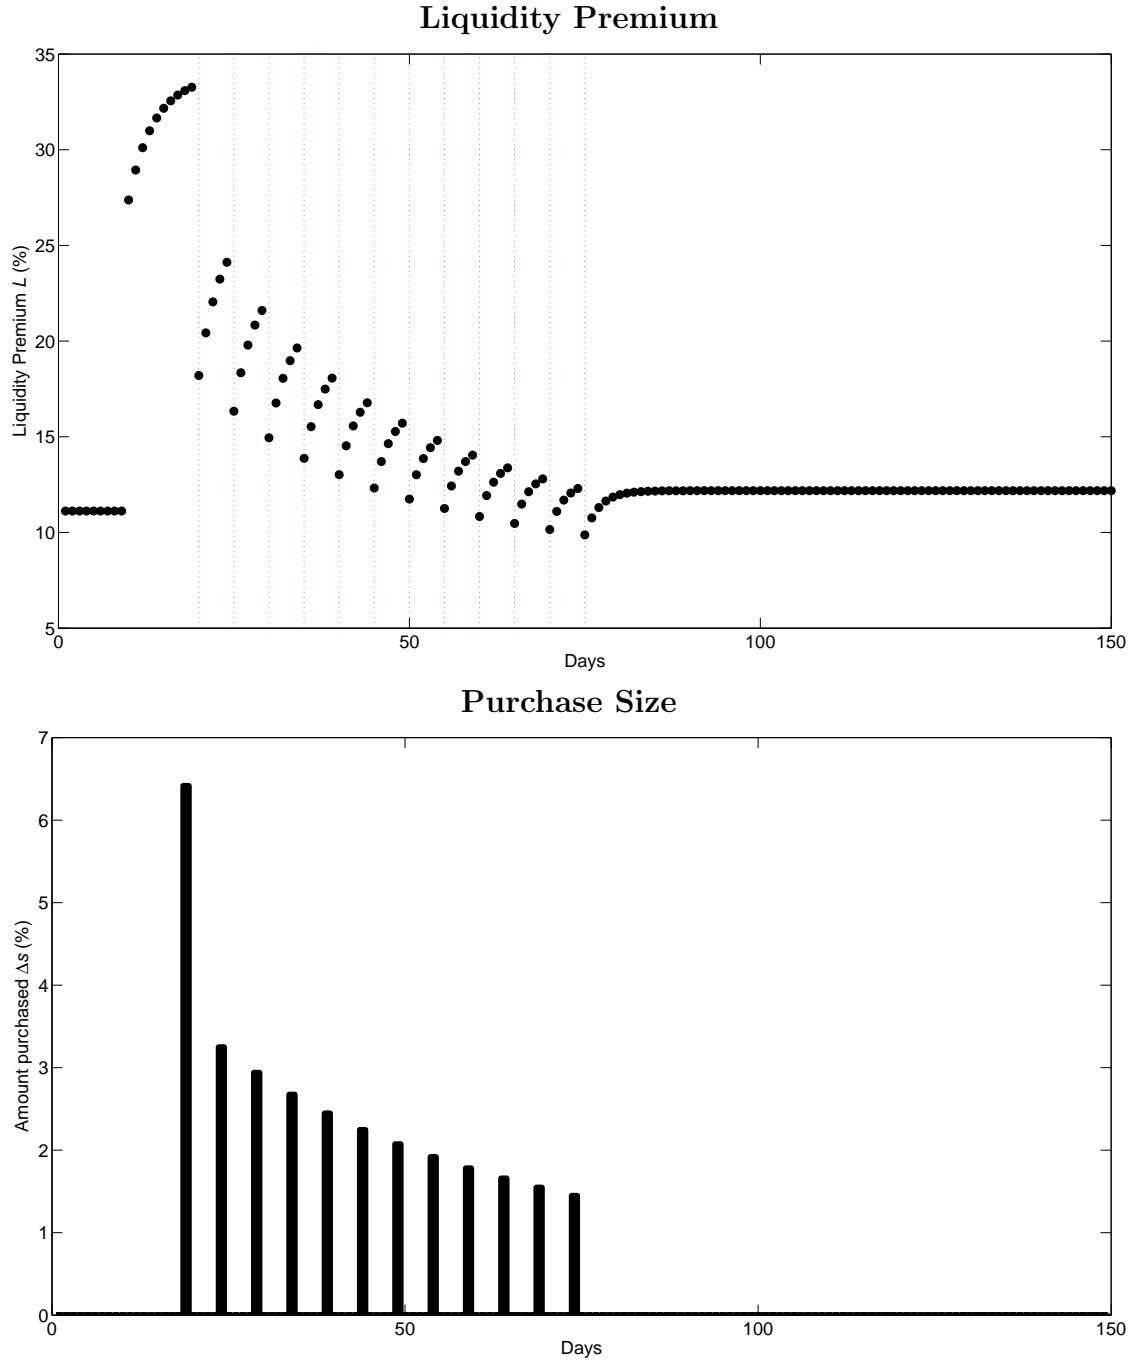 Liquidity Premium
35
30
25
20
15
10
5
Liquidity Premium L (%)
0 50 100 150
Days
Purchase Size
7
6
5
4
3
2
1
0
Amount purchased Δs (%)
0 50 100 150
Days